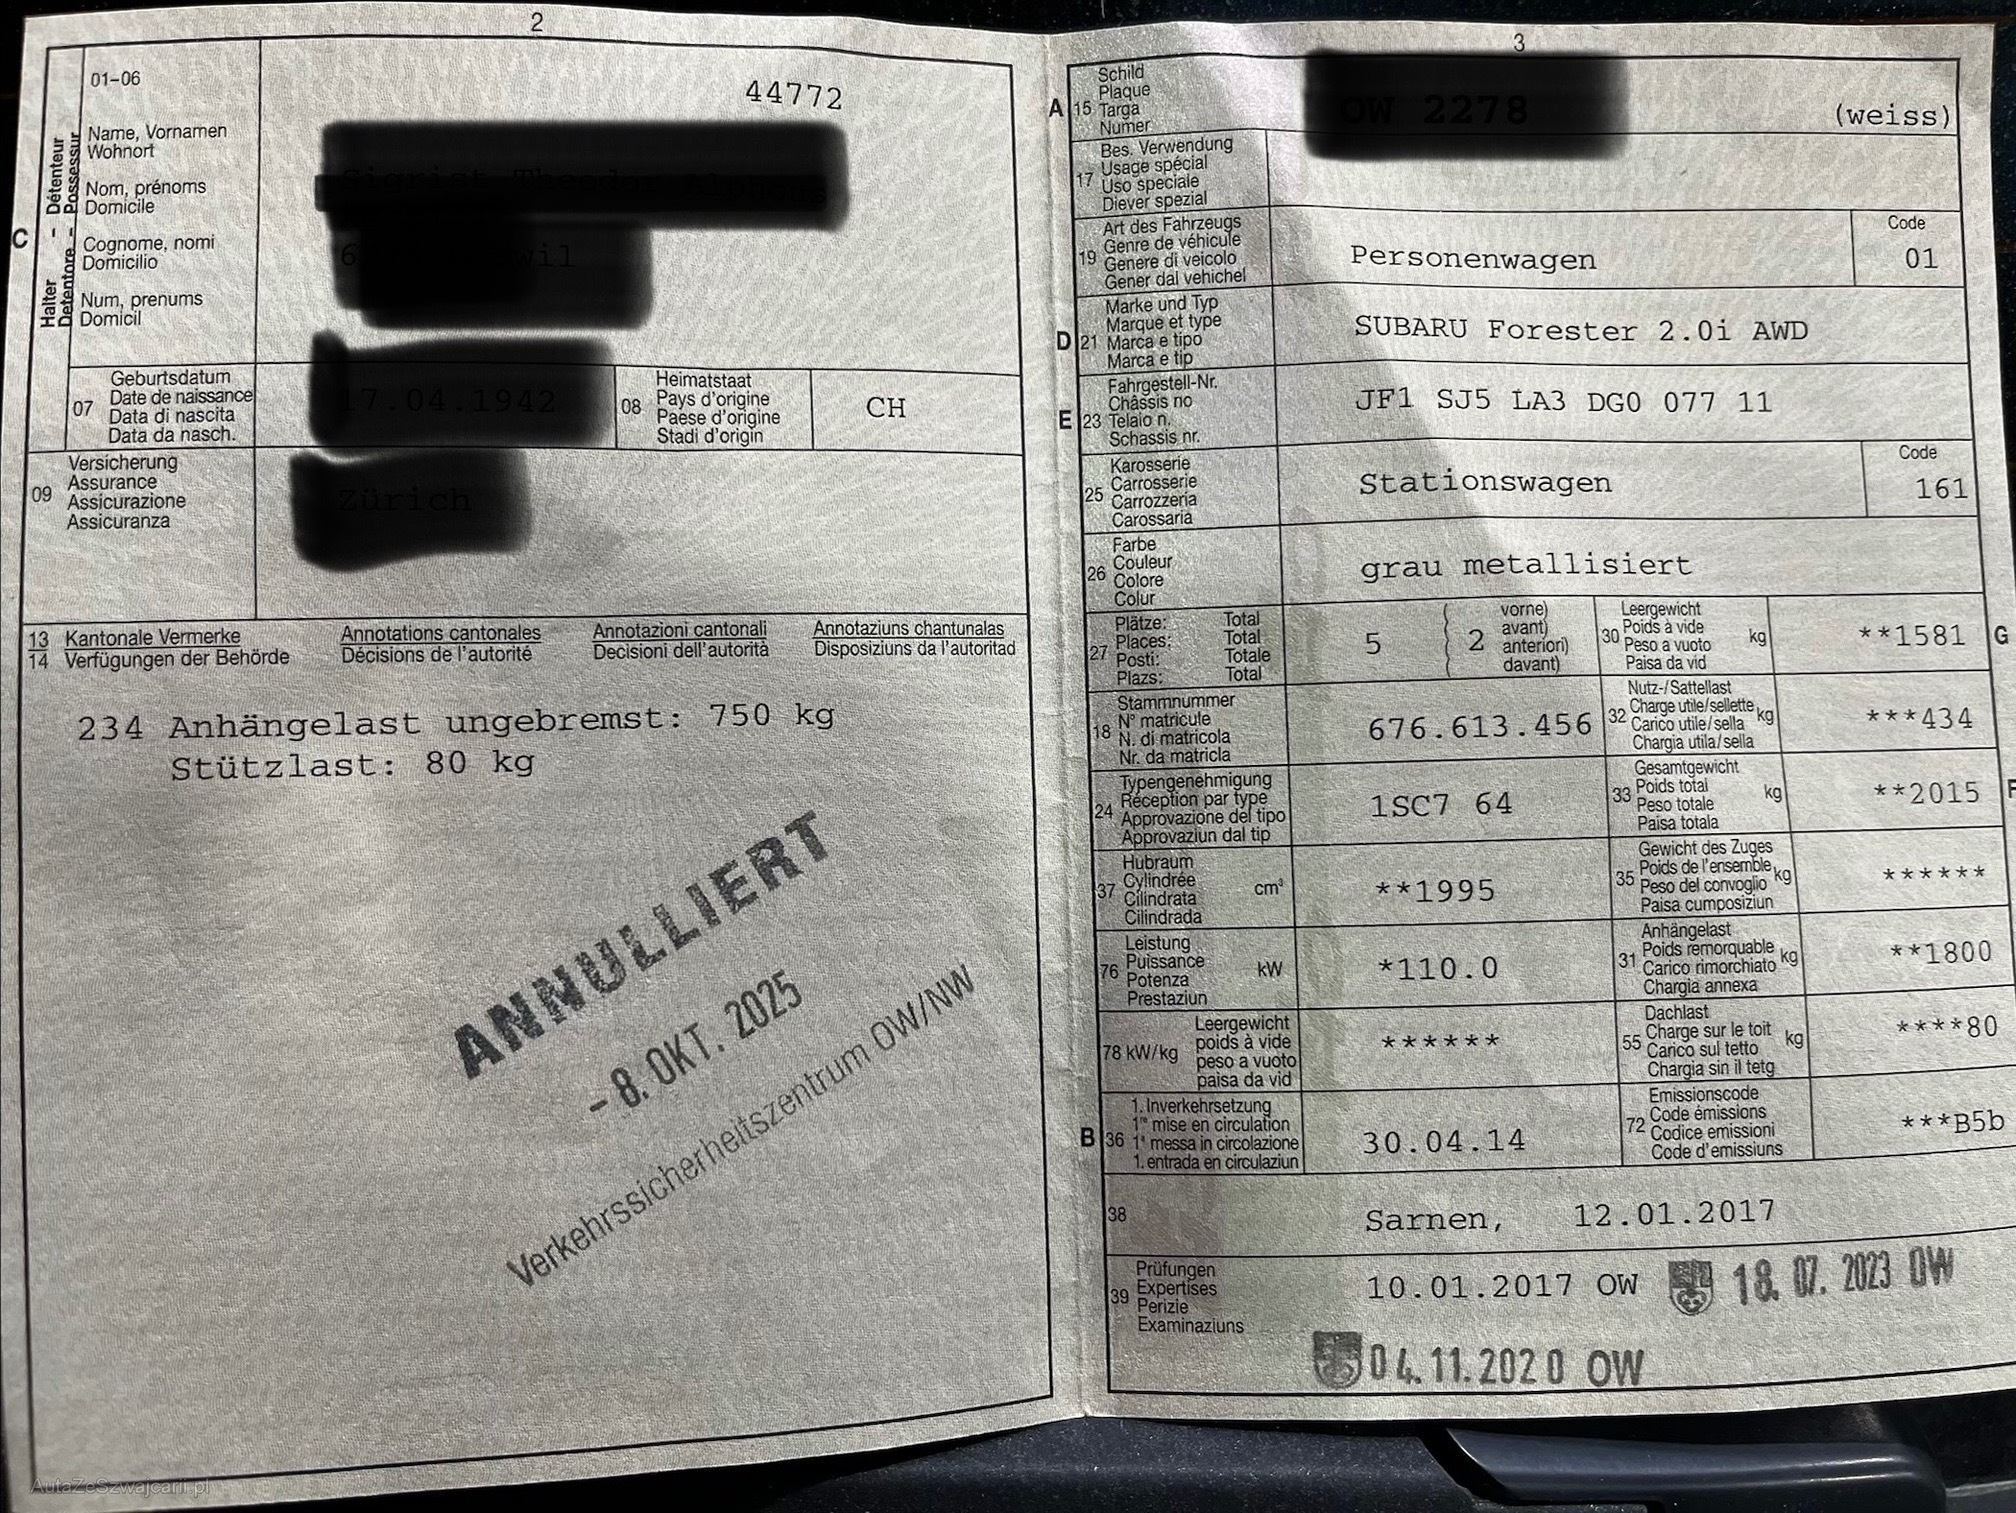 2
01-06
44772
C
Halter - Détenteur
Detentore - Possessur
Name, Vornamen
Wohnort
Nom, prénoms
Domicile
Cognome, nomi
Domicilio
Num, prenums
Domicil
07
Geburtsdatum
Date de naissance
Data di nascita
Data da nasch.
08
Heimatstaat
Pays d'origine
Paese d'origine
Stadi d'origin
CH
09
Versicherung
Assurance
Assicurazione
Assicuranza
13 Kantonale Vermerke Annotations cantonales Annotazioni cantonali Annotaziuns chantunalas
14 Verfügungen der Behörde Décisions de l'autorité Decisioni dell'autorità Disposiziuns da l'autoritad
234 Anhängelast ungebremst: 750 kg
Stützlast: 80 kg
ANNULLIERT
- 8. OKT. 2025
Verkehrssicherheitszentrum OW/NW
AutaZeSzwajcarii.pl
3
A
15
Schild
Plaque
Targa
Numer
(weiss)
17
Bes. Verwendung
Usage spécial
Uso speciale
Diever spezial
19
Art des Fahrzeugs
Genre de véhicule
Genere di veicolo
Gener dal vehichel
Personenwagen
Code
01
D
21
Marke und Typ
Marque et type
Marca e tipo
Marca e tip
SUBARU Forester 2.0i AWD
E
23
Fahrgestell-Nr.
Châssis no
Telaio n.
Schassis nr.
JF1 SJ5 LA3 DG0 077 11
25
Karosserie
Carrosserie
Carrozzeria
Carossaria
Stationswagen
Code
161
26
Farbe
Couleur
Colore
Colur
grau metallisiert
27
Plätze: Total
Places: Total
Posti: Totale
Plazs: Total
5
2
vorne)
avant)
anteriori)
davant)
30
Leergewicht
Poids à vide
Peso a vuoto
Paisa da vid
kg
**1581
G
18
Stammnummer
N° matricule
N. di matricola
Nr. da matricla
676.613.456
32
Nutz-/Sattellast
Charge utile/sellette
Carico utile/sella
Chargia utila/sella
kg
***434
24
Typengenehmigung
Réception par type
Approvazione del tipo
Approvaziun dal tip
1SC7 64
33
Gesamtgewicht
Poids total
Peso totale
Paisa totala
kg
**2015
F
37
Hubraum
Cylindrée
Cilindrata
Cilindrada
cm³
**1995
35
Gewicht des Zuges
Poids de l'ensemble
Peso del convoglio
Paisa cumposiziun
kg
******
76
Leistung
Puissance
Potenza
Prestaziun
kW
*110.0
31
Anhängelast
Poids remorquable
Carico rimorchiato
Chargia annexa
kg
**1800
78 kW/kg
Leergewicht
poids à vide
peso a vuoto
paisa da vid
******
55
Dachlast
Charge sur le toit
Carico sul tetto
Chargia sin il tetg
kg
****80
B
36
1. Inverkehrsetzung
1re mise en circulation
1a messa in circolazione
1. entrada en circulaziun
30.04.14
72
Emissionscode
Code émissions
Codice emissioni
Code d'emissiuns
***B5b
38
Sarnen, 12.01.2017
39
Prüfungen
Expertises
Perizie
Examinaziuns
10.01.2017 OW
18. 07. 2023 OW
04.11.2020 OW